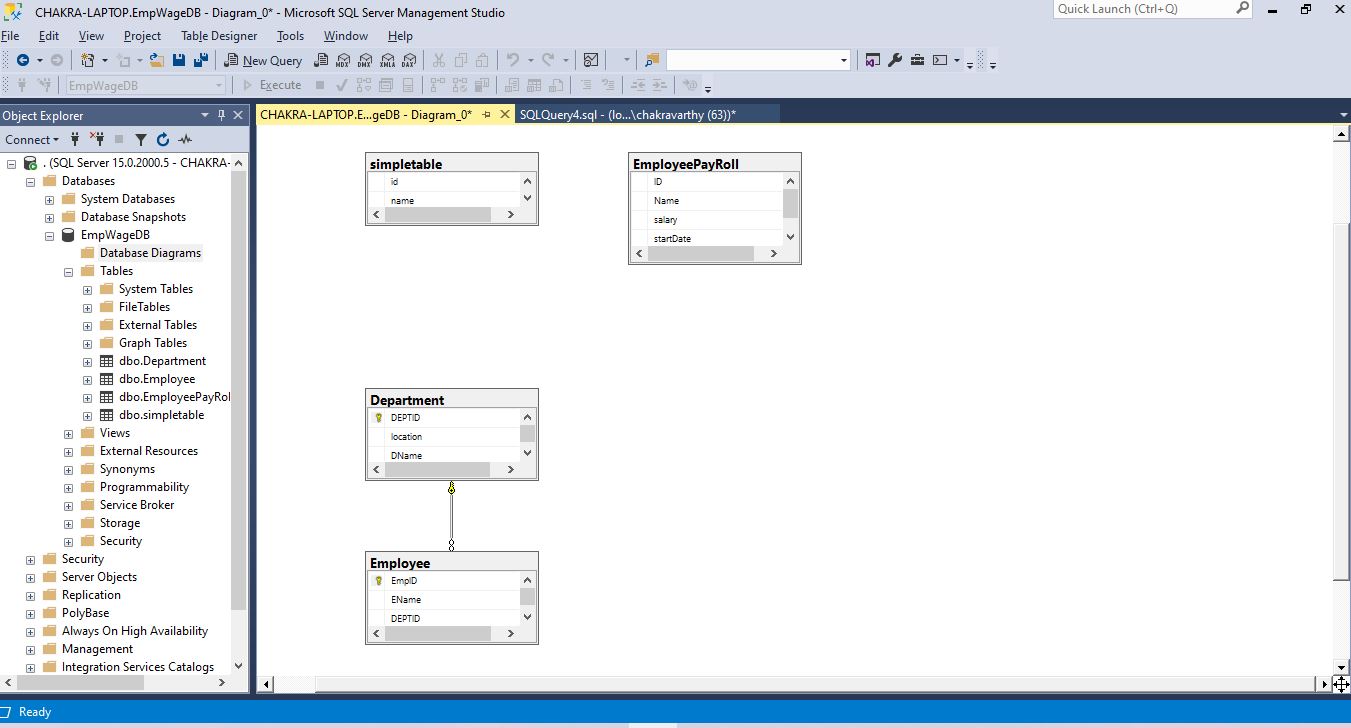 CHAKRA-LAPTOP.EmpWageDB - Diagram_0* - Microsoft SQL Server Management Studio
Quick Launch (Ctrl+Q)
File Edit View Project Table Designer Tools Window Help
New Query MDX DMX XMLA DAX
EmpWageDB Execute
Object Explorer
CHAKRA-LAPTOP.E...geDB - Diagram_0*
SQLQuery4.sql - (lo...\chakravarthy (63))*
Connect
. (SQL Server 15.0.2000.5 - CHAKRA-
Databases
System Databases
Database Snapshots
EmpWageDB
Database Diagrams
Tables
System Tables
FileTables
External Tables
Graph Tables
dbo.Department
dbo.Employee
dbo.EmployeePayRol
dbo.simpletable
Views
External Resources
Synonyms
Programmability
Service Broker
Storage
Security
Security
Server Objects
Replication
PolyBase
Always On High Availability
Management
Integration Services Catalogs
simpletable
id
name
EmployeePayRoll
ID
Name
salary
startDate
Department
DEPTID
location
DName
Employee
EmpID
EName
DEPTID
Ready